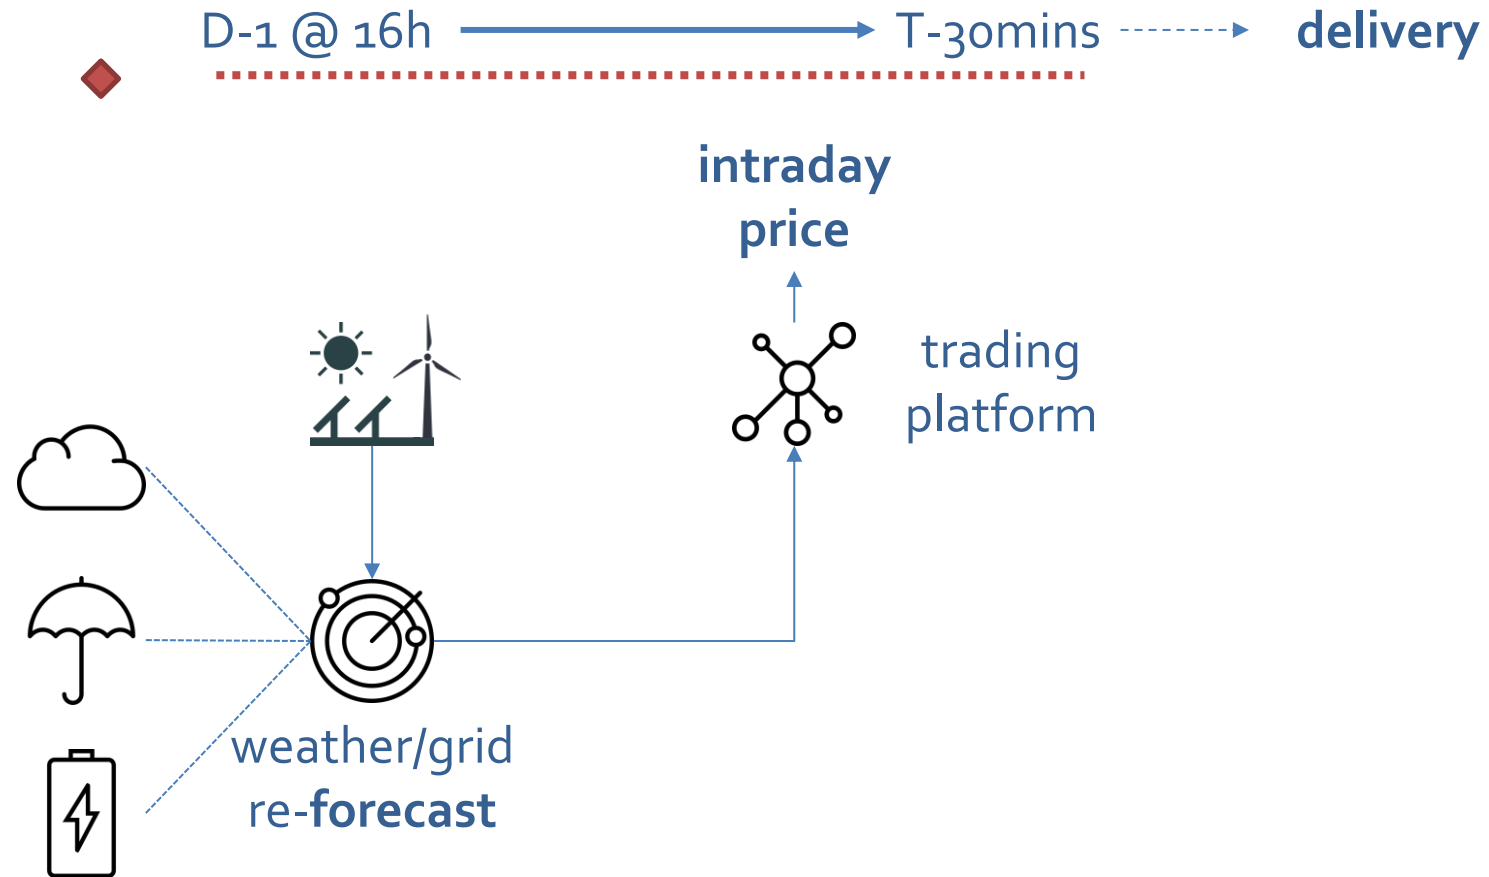 D-1 @ 16h T-30mins delivery
intraday
price
trading
platform
weather/grid
re-forecast